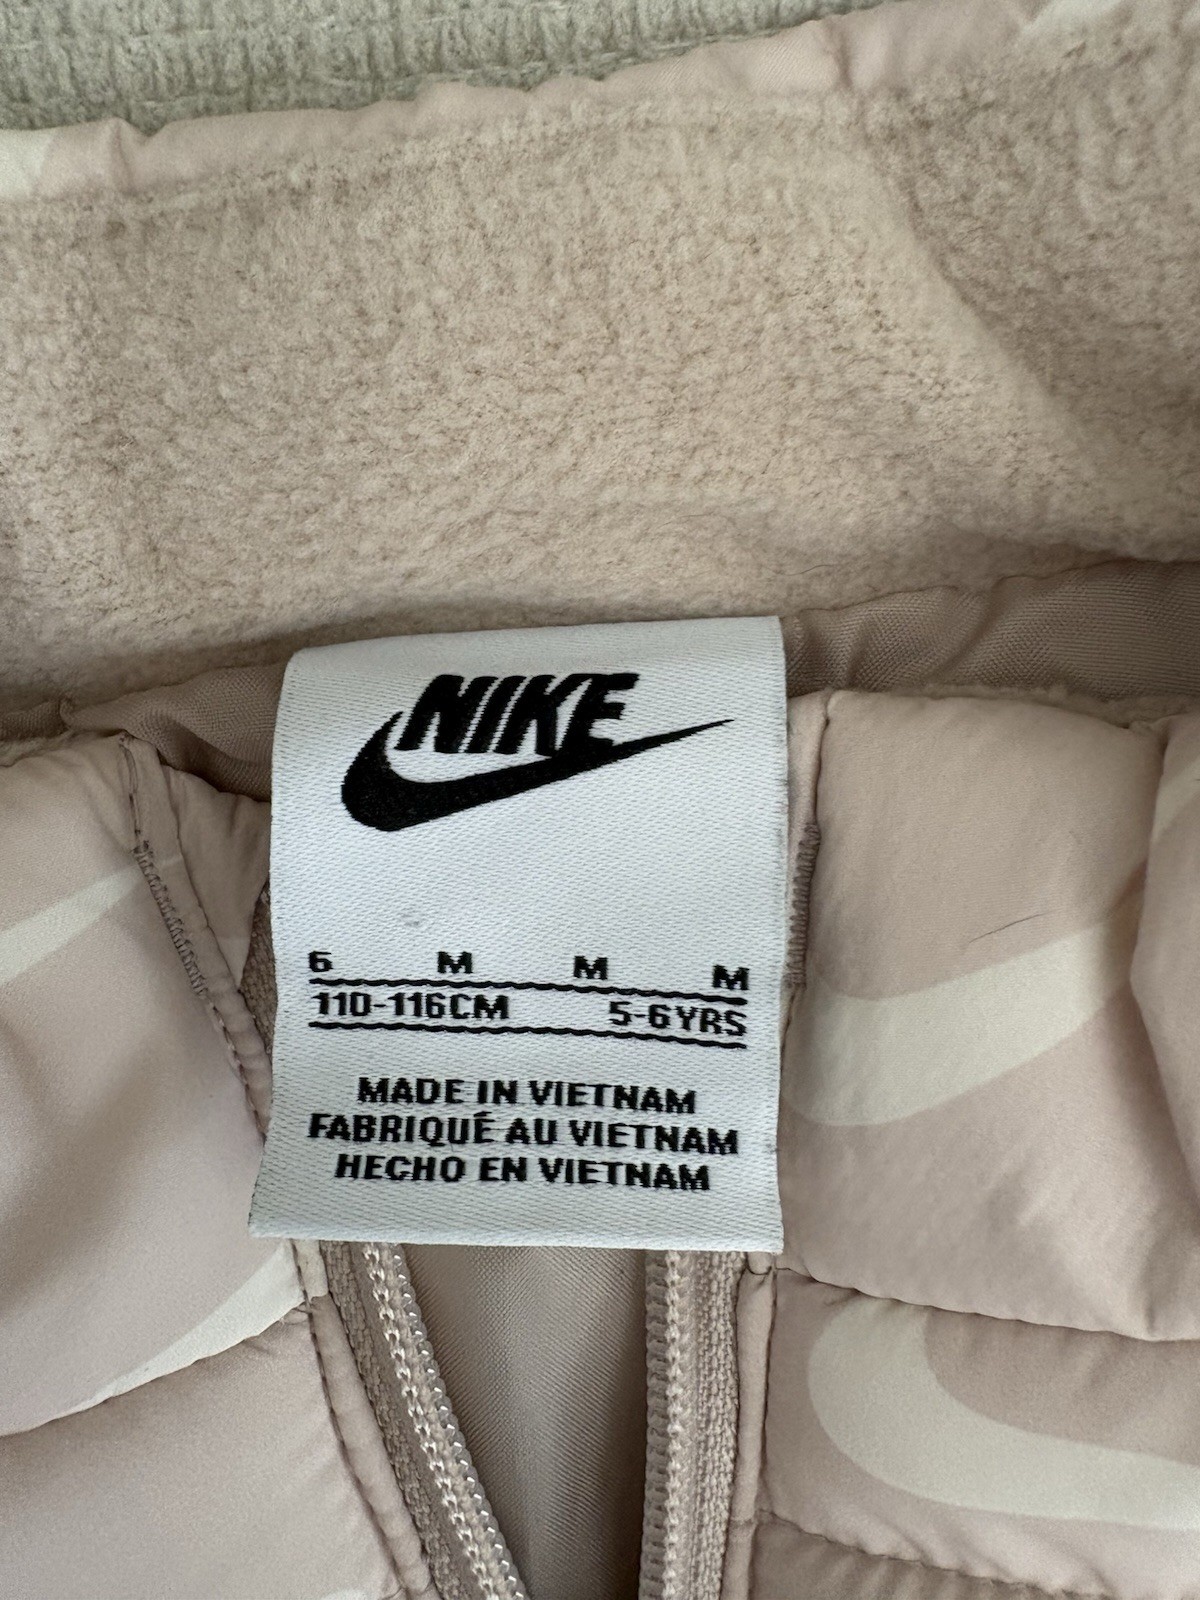 NIKE
6 M M M
110-116CM 5-6YRS
MADE IN VIETNAM
FABRIQUÉ AU VIETNAM
HECHO EN VIETNAM